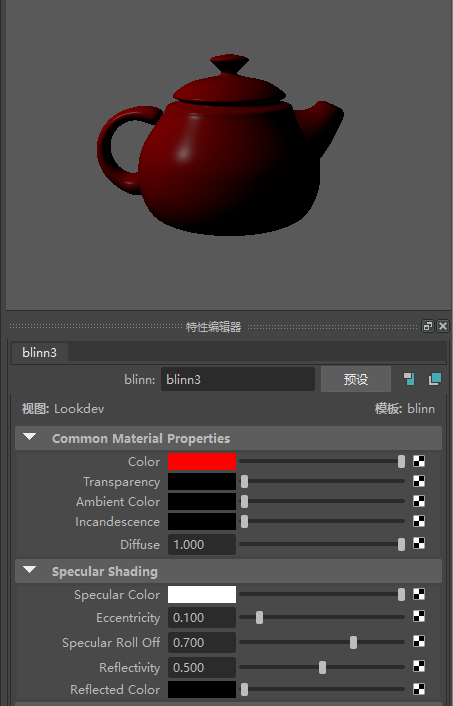 特性编辑器
blinn3
blinn: blinn3 预设
视图: Lookdev 模板: blinn
Common Material Properties
Color
Transparency
Ambient Color
Incandescence
Diffuse 1.000
Specular Shading
Specular Color
Eccentricity 0.100
Specular Roll Off 0.700
Reflectivity 0.500
Reflected Color